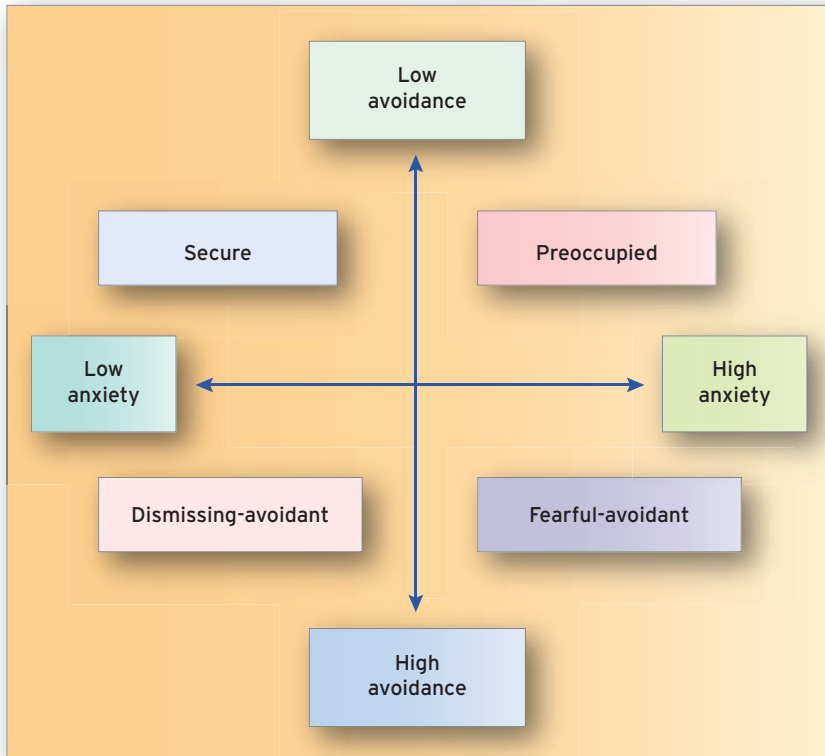 Low
avoidance
Secure
Preoccupied
Low
anxiety
High
anxiety
Dismissing-avoidant
Fearful-avoidant
High
avoidance